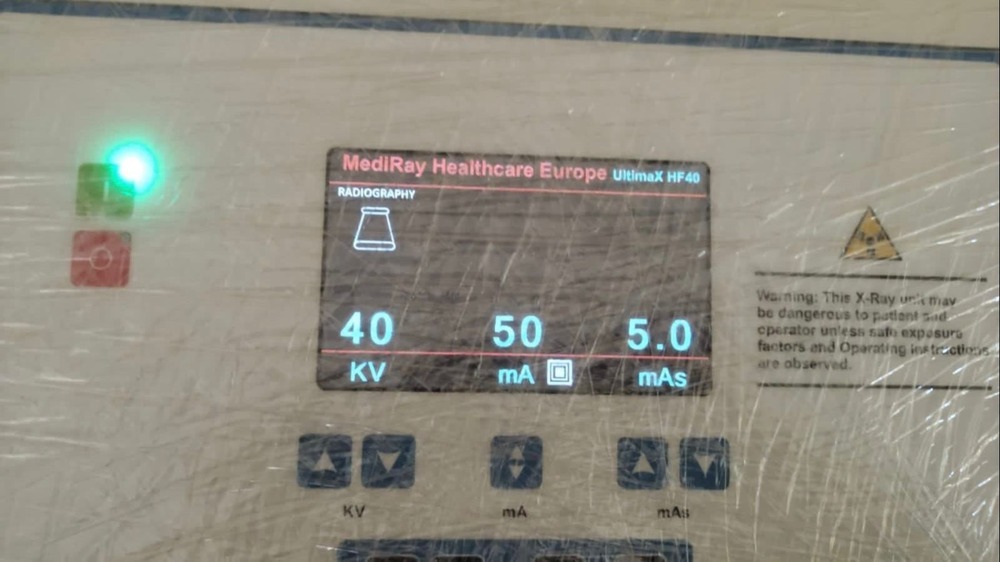 MediRay Healthcare Europe UltimaX HF40
RADIOGRAPHY
40 50 5.0
KV mA mAs
Warning: This X-Ray unit may
be dangerous to patient and
operator unless safe exposure
factors and Operating instructions
are observed.
KV mA mAs